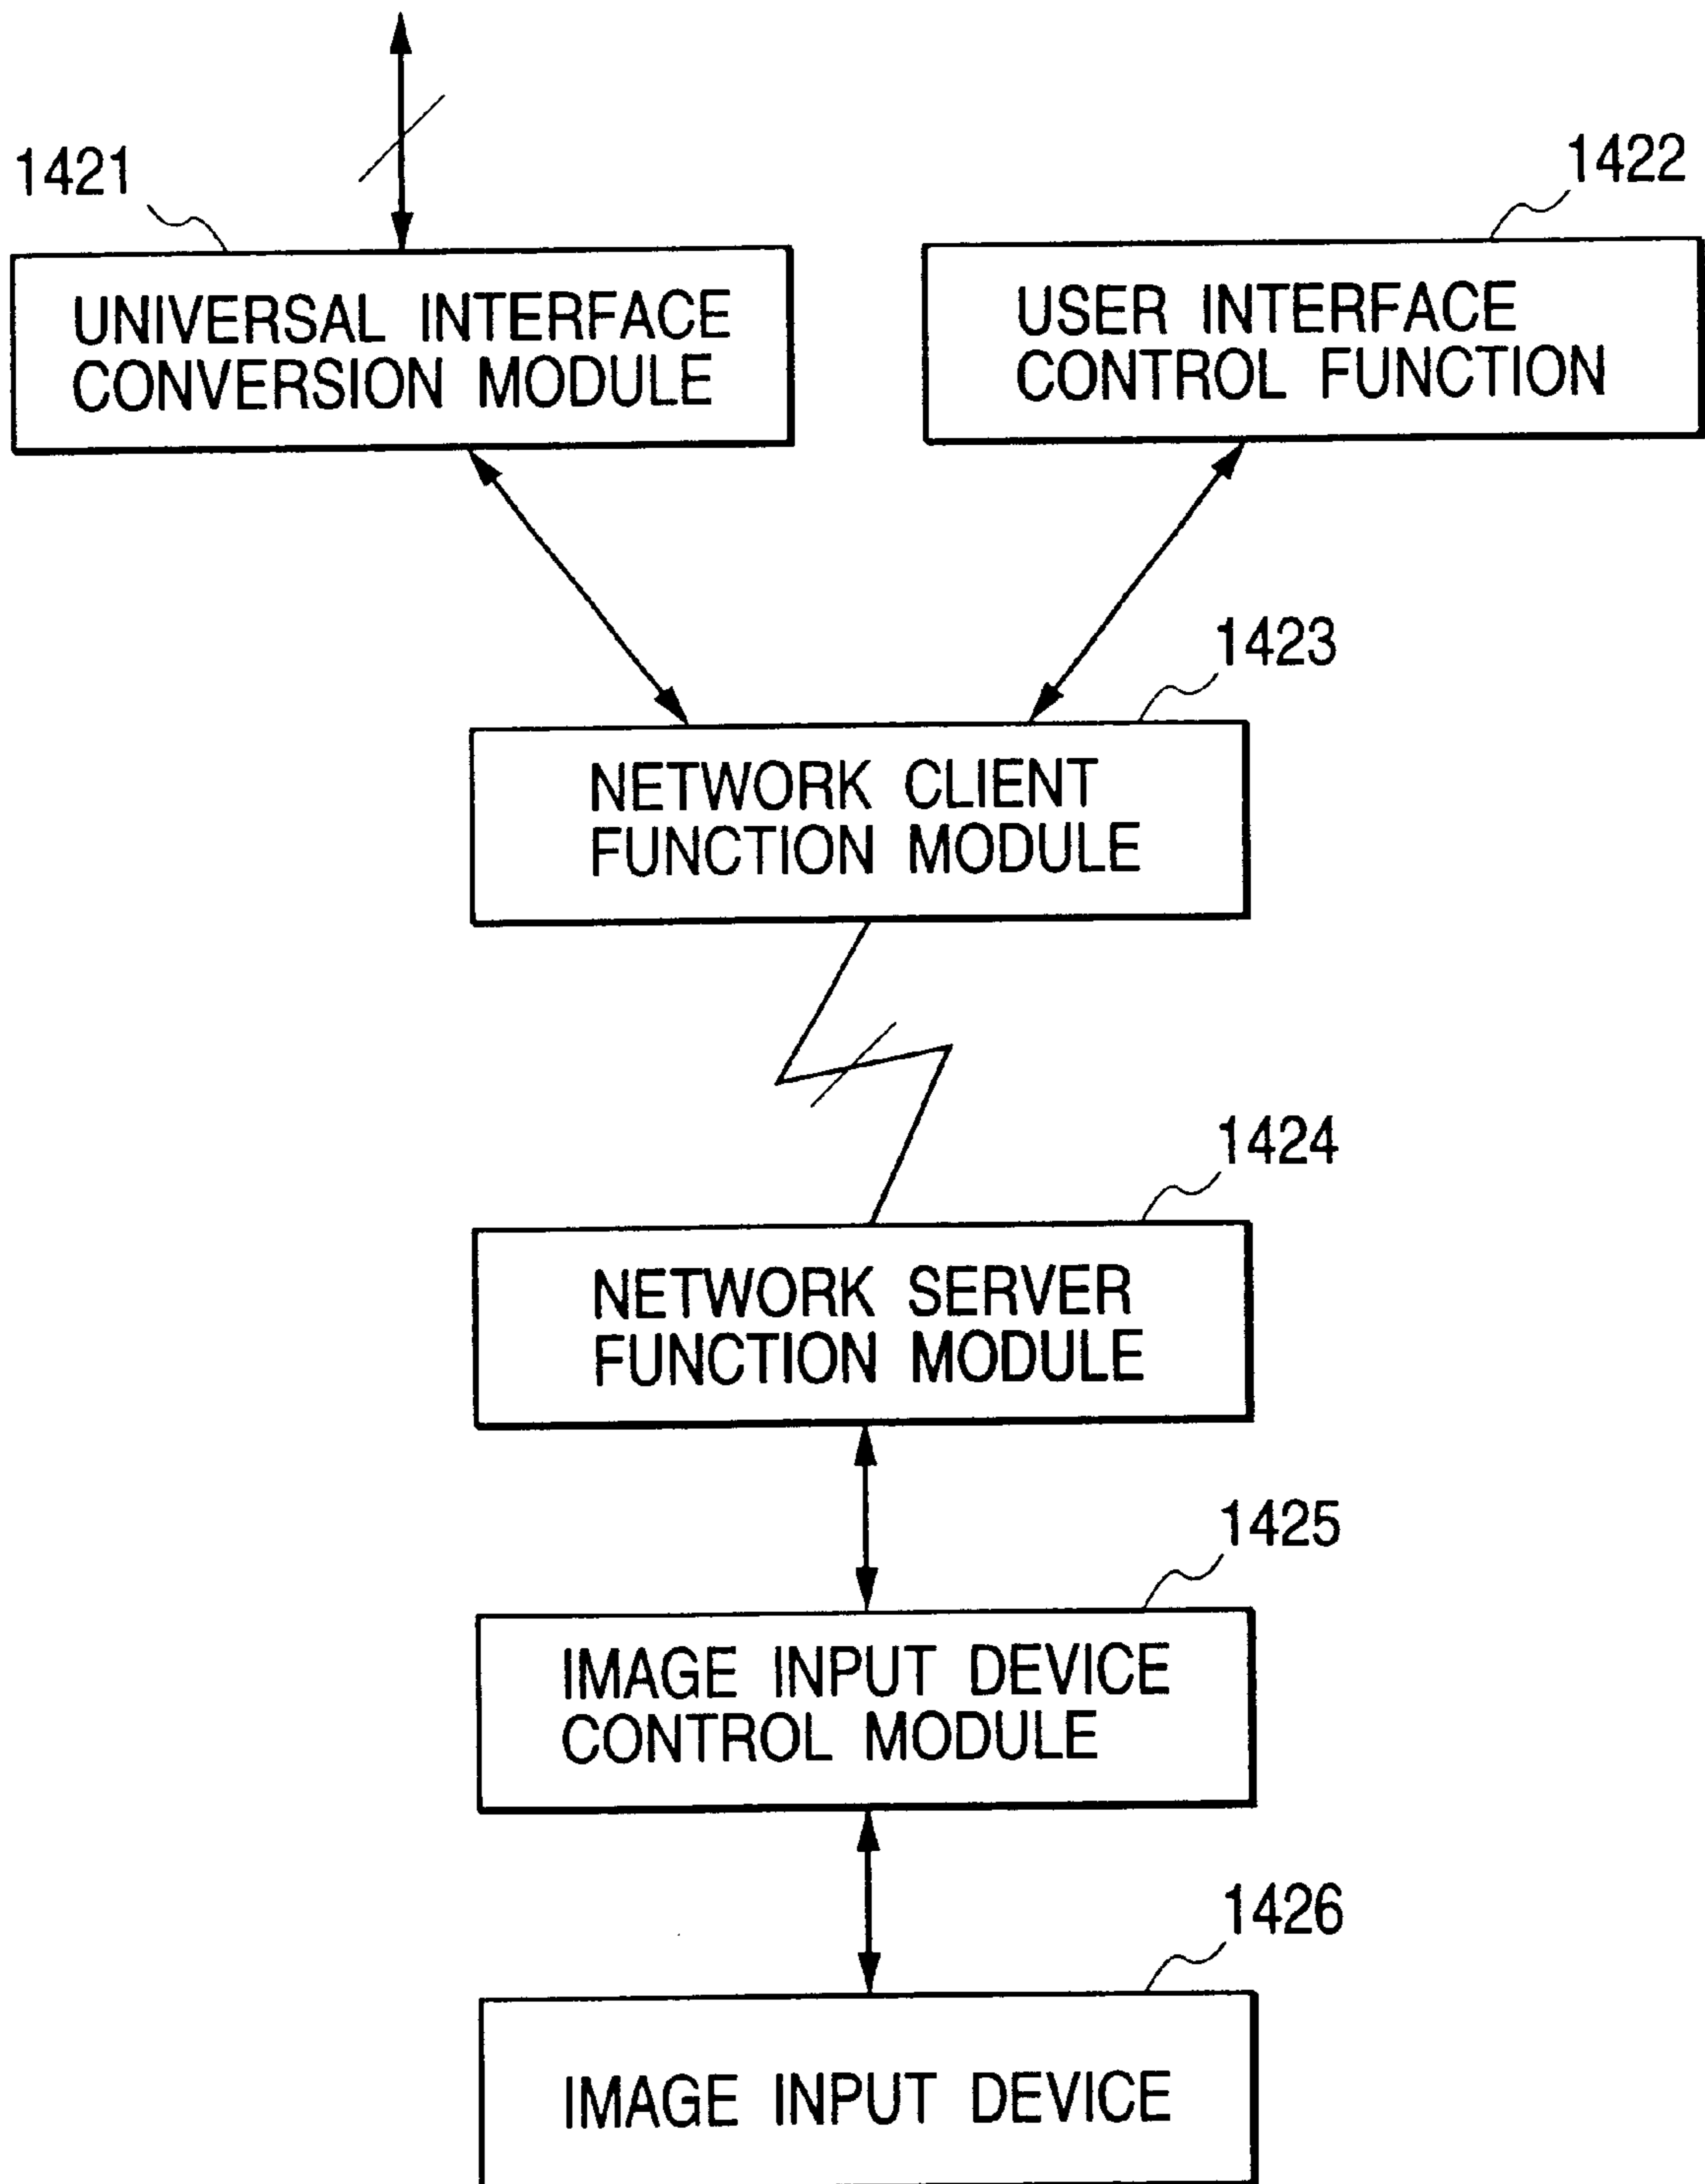 1421
1422
UNIVERSAL INTERFACE
CONVERSION MODULE
USER INTERFACE
CONTROL FUNCTION
1423
NETWORK CLIENT
FUNCTION MODULE
1424
NETWORK SERVER
FUNCTION MODULE
1425
IMAGE INPUT DEVICE
CONTROL MODULE
1426
IMAGE INPUT DEVICE